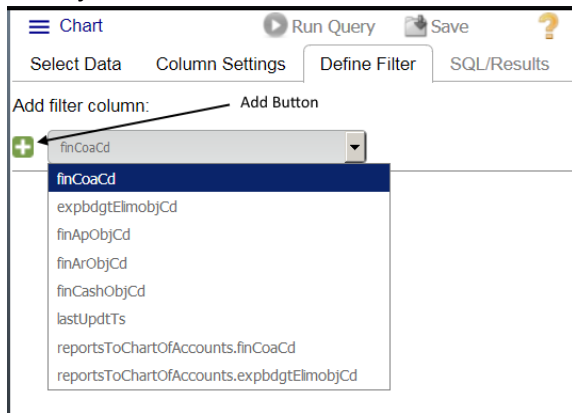 Chart Run Query Save ?
Select Data Column Settings Define Filter SQL/Results
Add filter column: Add Button
finCoaCd
finCoaCd
expbdgtElimobjCd
finApObjCd
finArObjCd
finCashObjCd
lastUpdtTs
reportsToChartOfAccounts.finCoaCd
reportsToChartOfAccounts.expbdgtElimobjCd